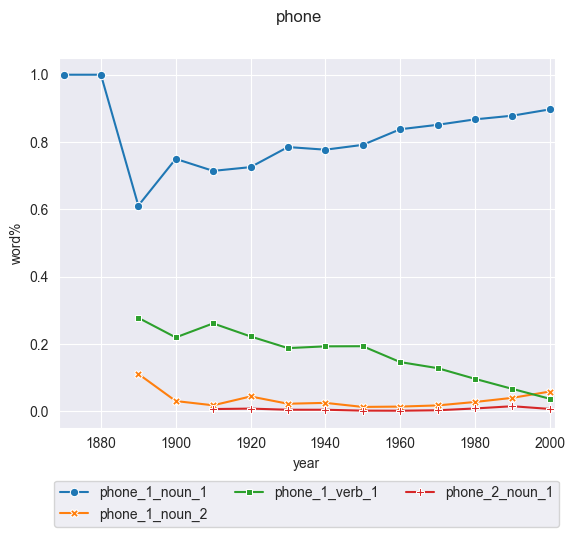 phone
1.0
0.8
0.6
0.4
0.2
0.0
word%
1880 1900 1920 1940 1960 1980 2000
year
phone_1_noun_1 phone_1_verb_1 phone_2_noun_1
phone_1_noun_2